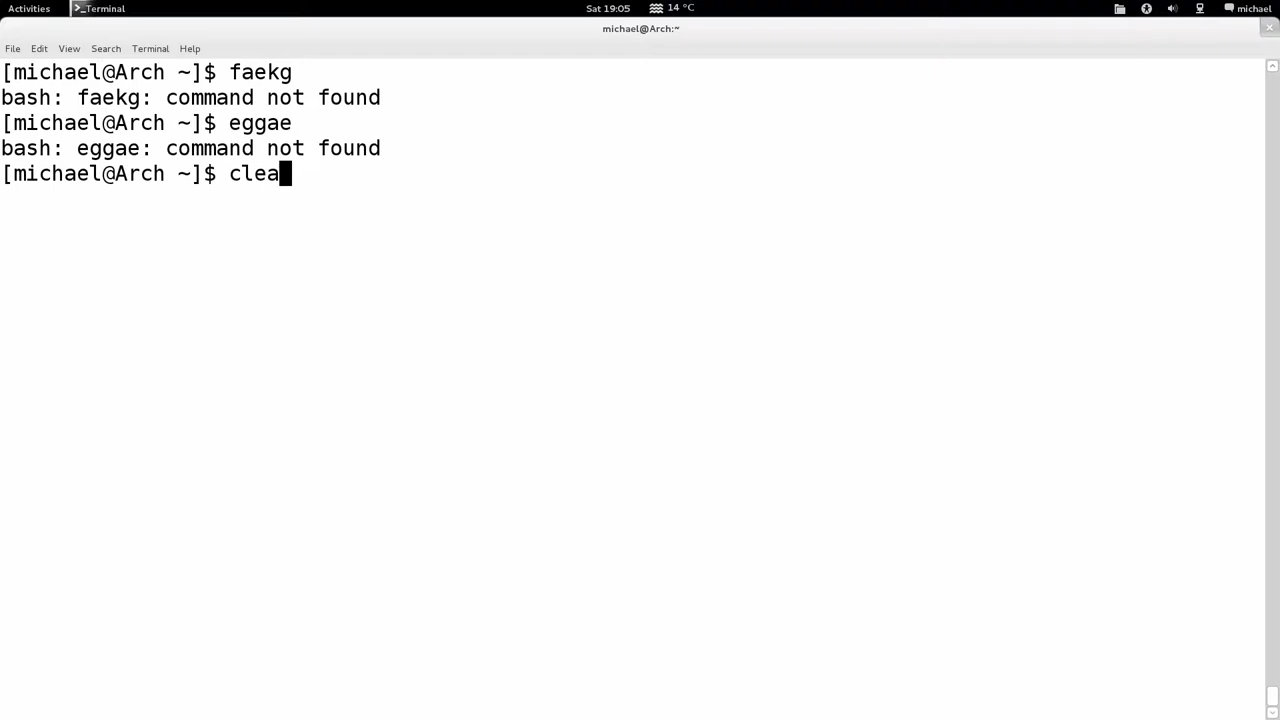 Activities Terminal Sat 19:05 14 °C michael
michael@Arch:~
File Edit View Search Terminal Help
[michael@Arch ~]$ faekg
bash: faekg: command not found
[michael@Arch ~]$ eggae
bash: eggae: command not found
[michael@Arch ~]$ clea